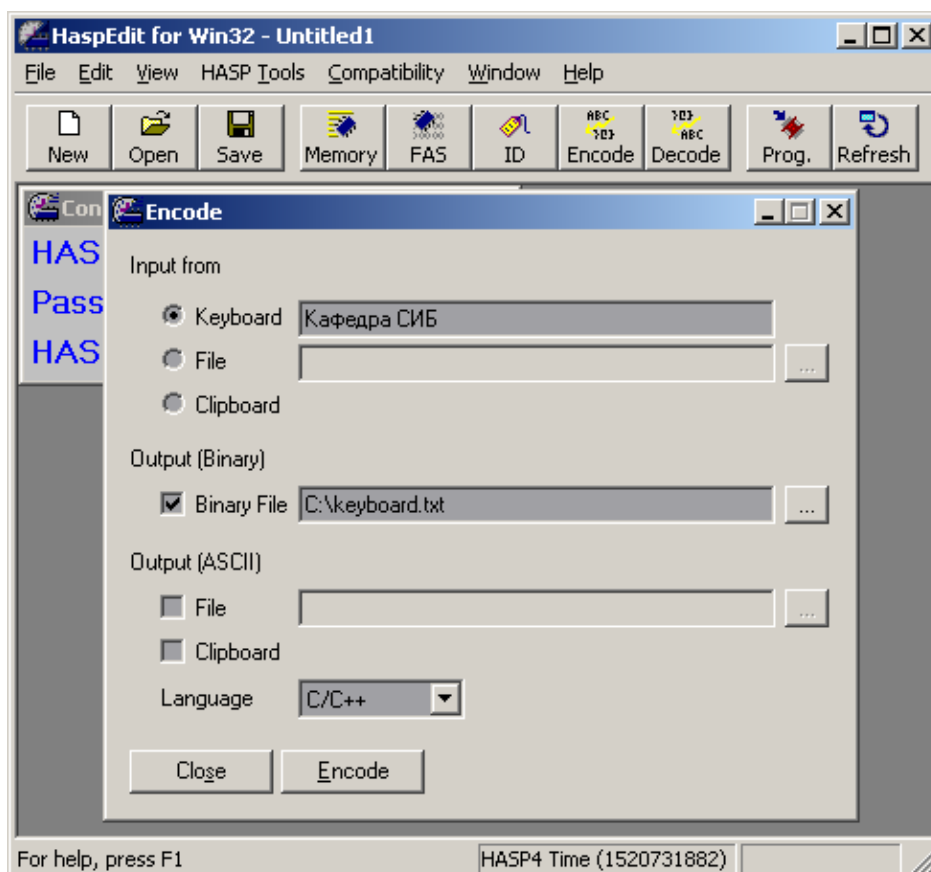 HaspEdit for Win32 - Untitled1
File Edit View HASP Tools Compatibility Window Help
New Open Save Memory FAS ID Encode Decode Prog. Refresh
Con
Encode
HAS
Pass
HAS
Input from
Keyboard Кафедра СИБ
File ...
Clipboard
Output (Binary)
Binary File C:\keyboard.txt ...
Output (ASCII)
File ...
Clipboard
Language C/C++
Close Encode
For help, press F1 HASP4 Time (1520731882)